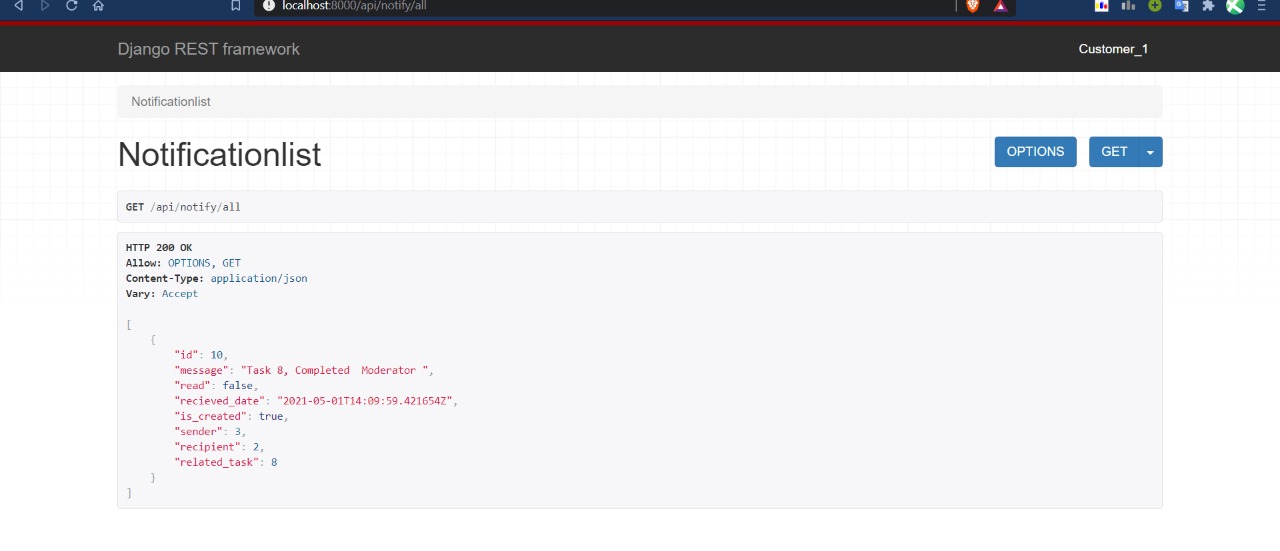 localhost:8000/api/notify/all
Django REST framework
Customer_1
Notificationlist
Notificationlist
OPTIONS
GET
GET /api/notify/all
HTTP 200 OK
Allow: OPTIONS, GET
Content-Type: application/json
Vary: Accept
[
{
"id": 10,
"message": "Task 8, Completed  Moderator ",
"read": false,
"recieved_date": "2021-05-01T14:09:59.421654Z",
"is_created": true,
"sender": 3,
"recipient": 2,
"related_task": 8
}
]